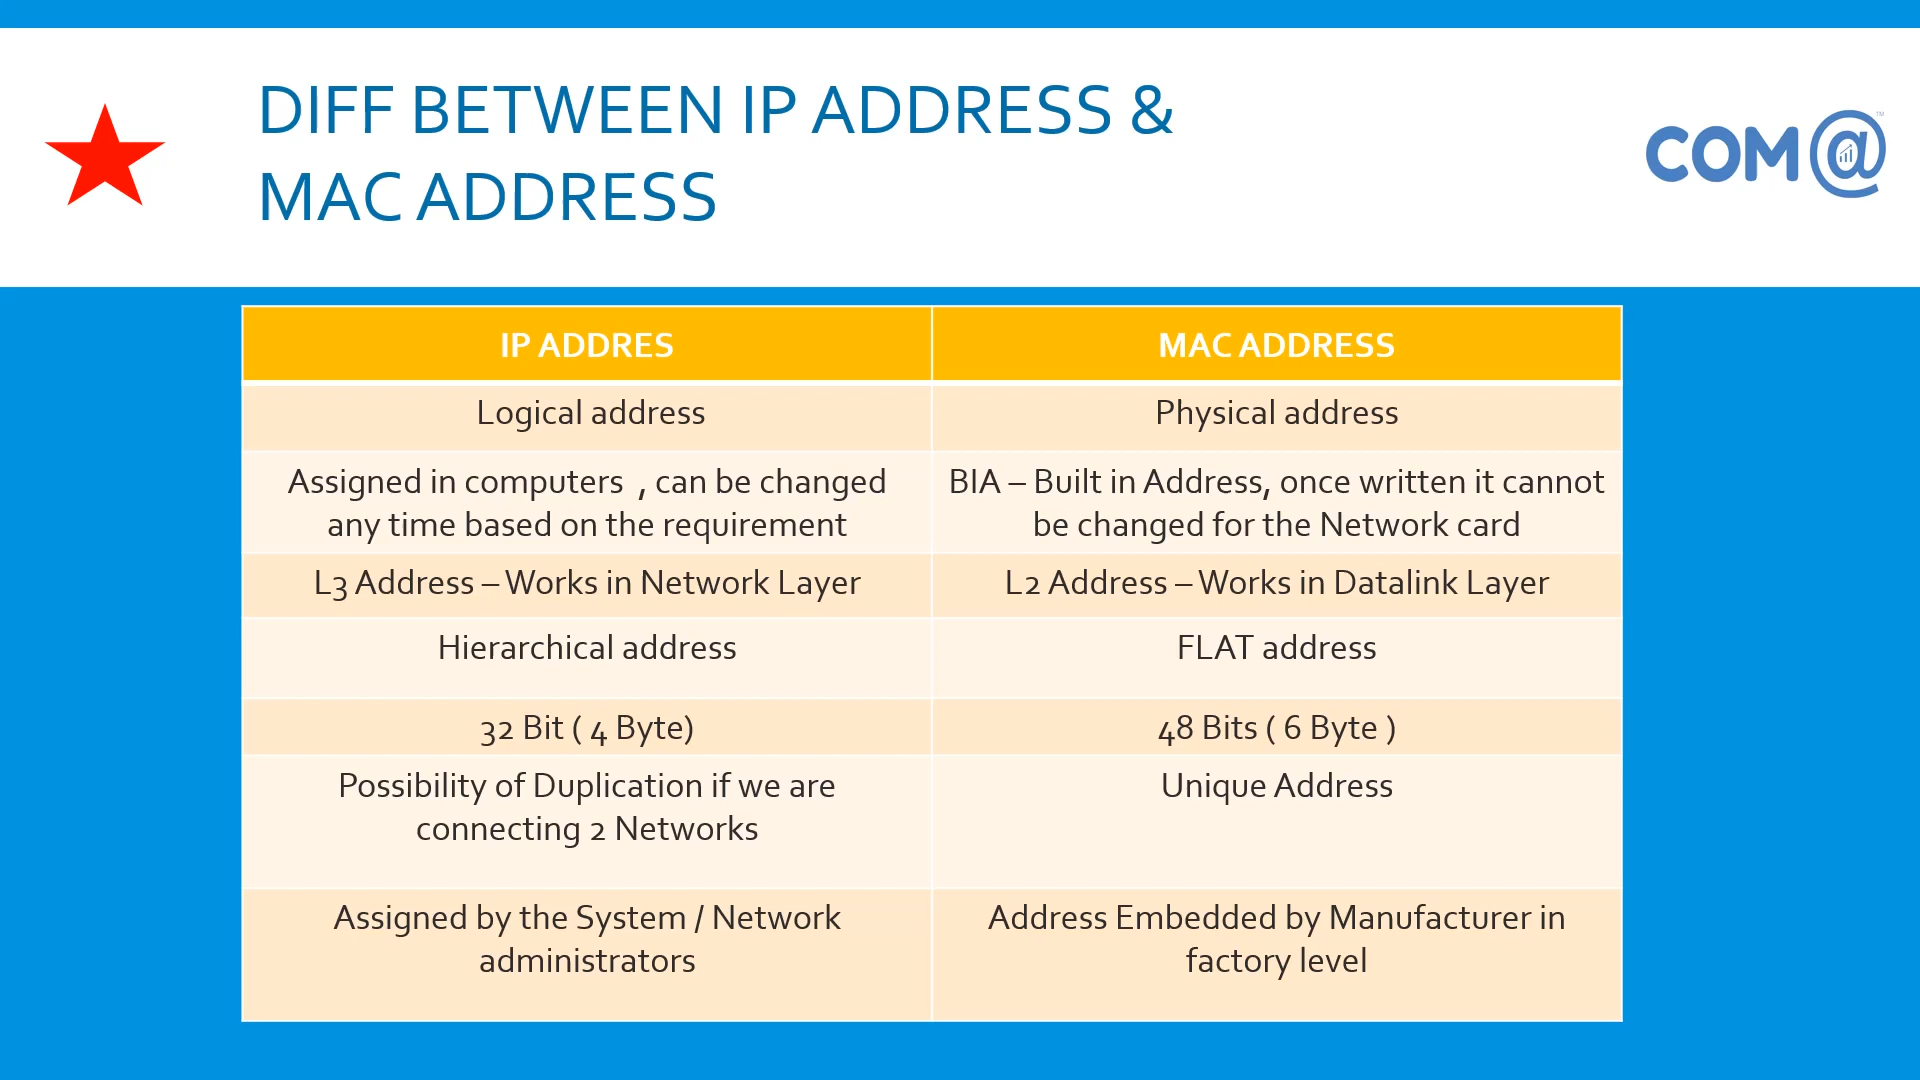 DIFF BETWEEN IP ADDRESS &
MAC ADDRESS
COM@
TM
IP ADDRES
MAC ADDRESS
Logical address
Physical address
Assigned in computers , can be changed
any time based on the requirement
BIA – Built in Address, once written it cannot
be changed for the Network card
L3 Address – Works in Network Layer
L2 Address – Works in Datalink Layer
Hierarchical address
FLAT address
32 Bit ( 4 Byte)
48 Bits ( 6 Byte )
Possibility of Duplication if we are
connecting 2 Networks
Unique Address
Assigned by the System / Network
administrators
Address Embedded by Manufacturer in
factory level